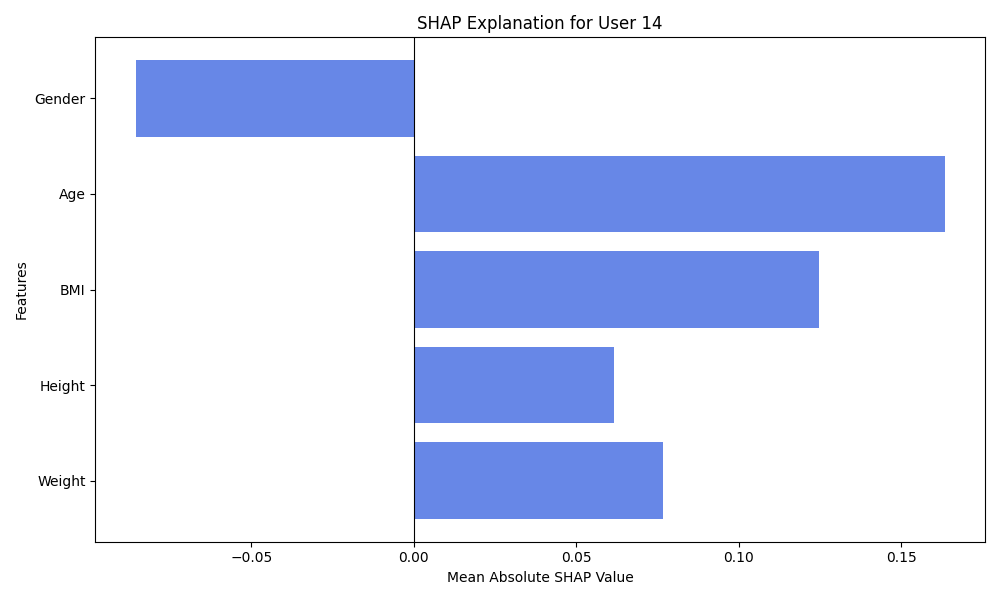 SHAP Explanation for User 14
Gender
Age
BMI
Height
Weight
Features
−0.05
0.00
0.05
0.10
0.15
Mean Absolute SHAP Value